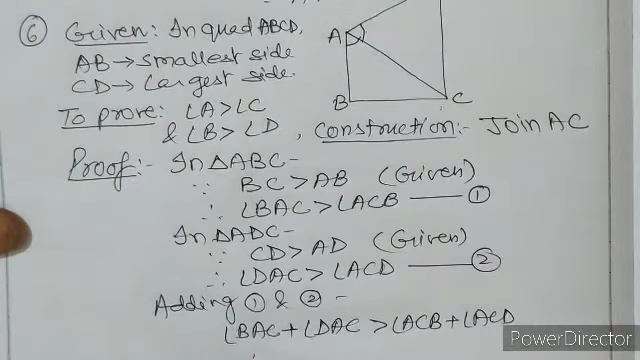 ⑥ Given: In quad ABCD,
AB → smallest side
CD → Largest side.
To prove: ∠A > ∠C
& ∠B > ∠D , Construction:- Join AC
Proof:- In △ABC -
∵ BC > AB (Given)
∴ ∠BAC > ∠ACB —— ①
In △ADC -
∵ CD > AD (Given)
∴ ∠DAC > ∠ACD —— ②
Adding ① & ② -
∠BAC + ∠DAC > ∠ACB + ∠ACD
A
B
C
PowerDirector